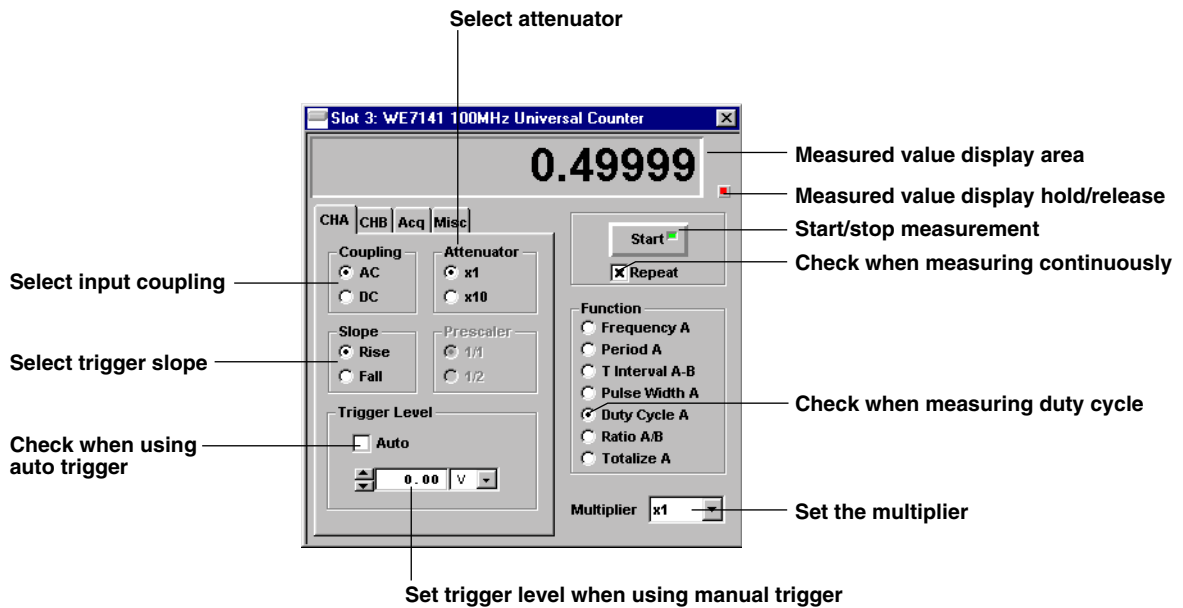 Select attenuator
Slot 3: WE7141 100MHz Universal Counter
0.49999
Measured value display area
Measured value display hold/release
CHA CHB Acq Misc
Start
Start/stop measurement
Repeat
Check when measuring continuously
Coupling
AC
DC
Select input coupling
Attenuator
x1
x10
Slope
Rise
Fall
Select trigger slope
Prescaler
1/1
1/2
Function
Frequency A
Period A
T Interval A-B
Pulse Width A
Duty Cycle A
Ratio A/B
Totalize A
Check when measuring duty cycle
Trigger Level
Auto
0.00 V
Check when using
auto trigger
Multiplier x1
Set the multiplier
Set trigger level when using manual trigger